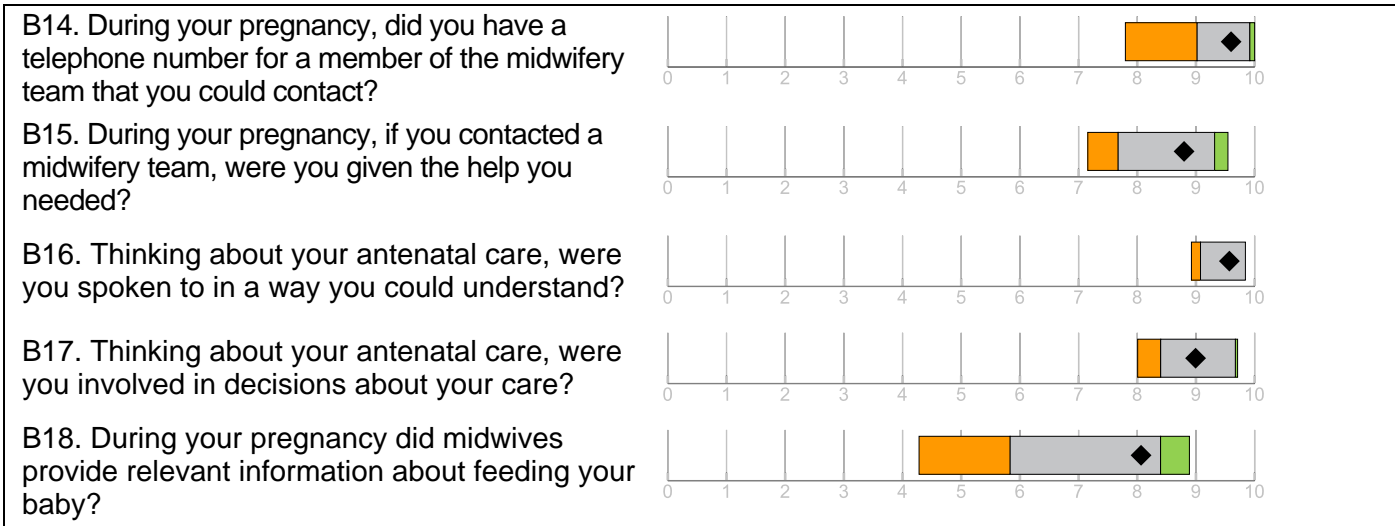 B14. During your pregnancy, did you have a
telephone number for a member of the midwifery
team that you could contact?
0 1 2 3 4 5 6 7 8 9 10
B15. During your pregnancy, if you contacted a
midwifery team, were you given the help you
needed?
0 1 2 3 4 5 6 7 8 9 10
B16. Thinking about your antenatal care, were
you spoken to in a way you could understand?
0 1 2 3 4 5 6 7 8 9 10
B17. Thinking about your antenatal care, were
you involved in decisions about your care?
0 1 2 3 4 5 6 7 8 9 10
B18. During your pregnancy did midwives
provide relevant information about feeding your
baby?
0 1 2 3 4 5 6 7 8 9 10